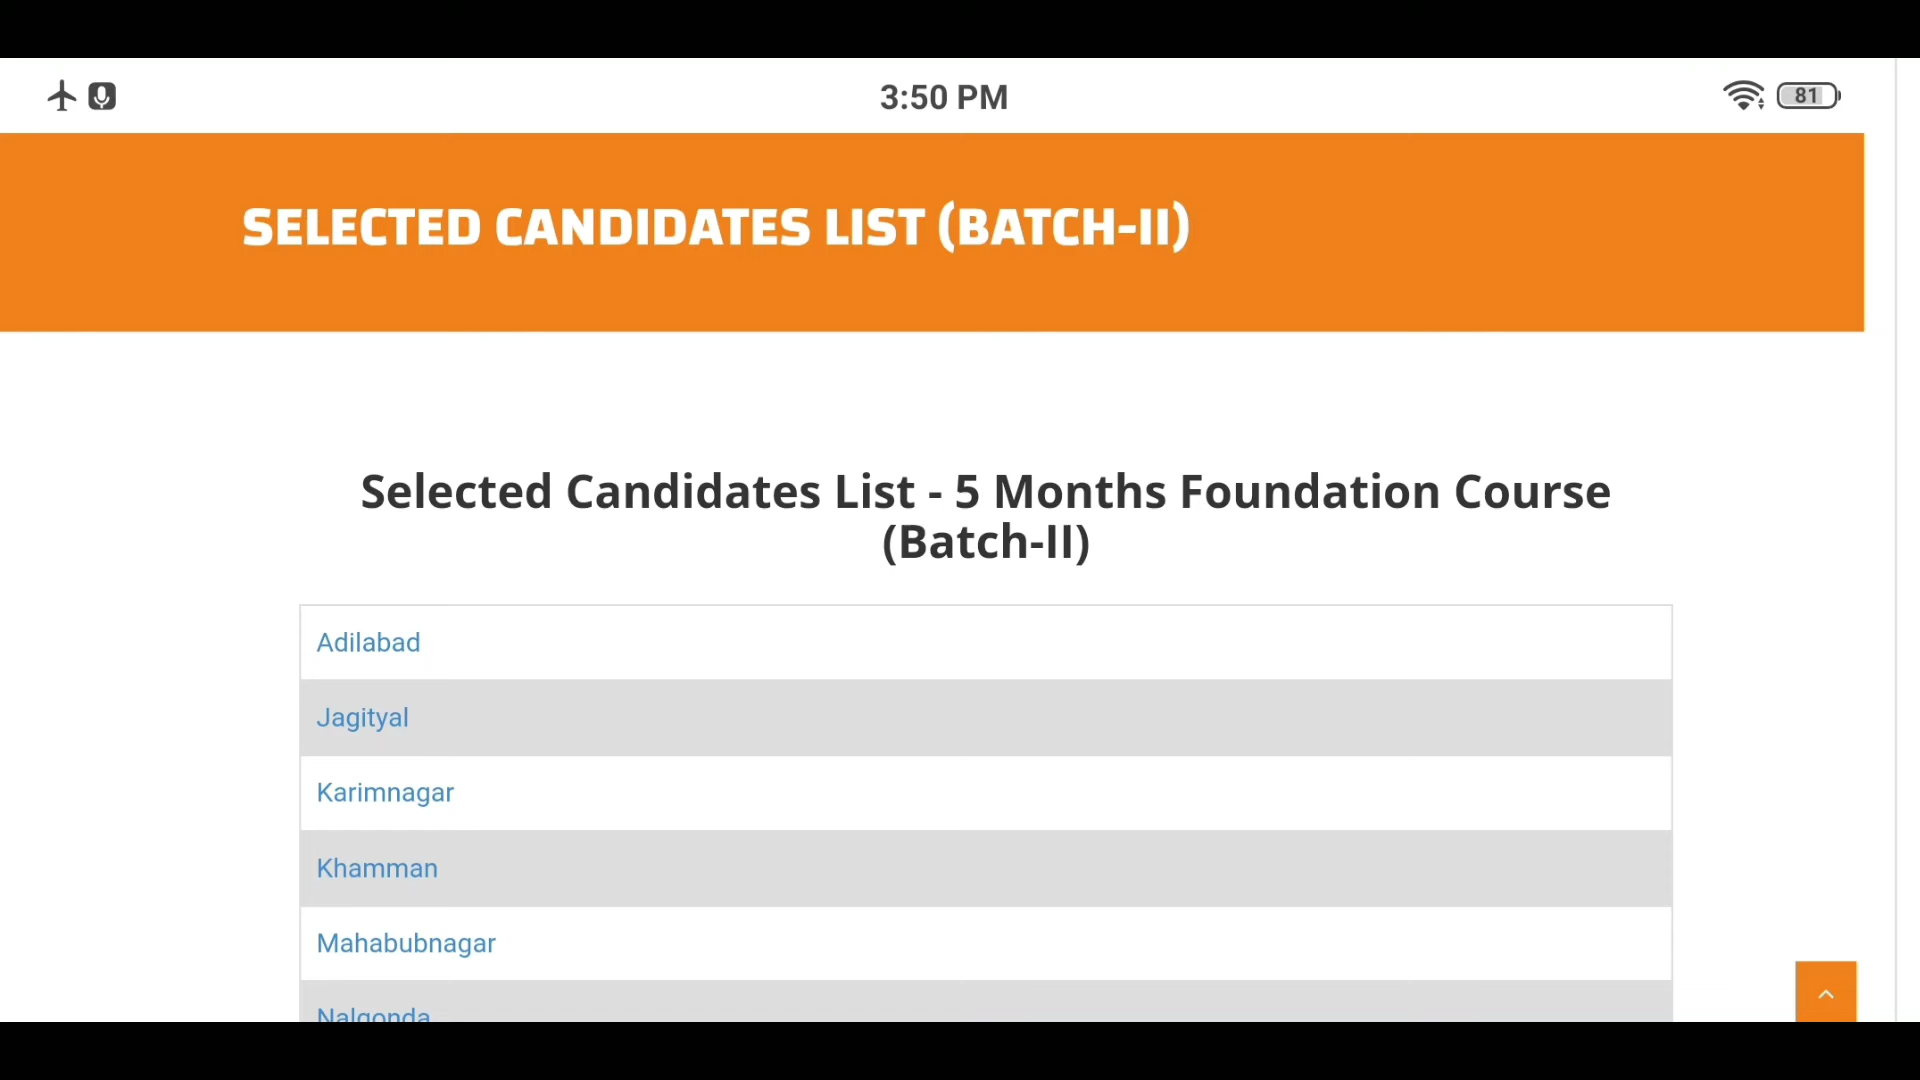 3:50 PM
81
SELECTED CANDIDATES LIST (BATCH-II)
Selected Candidates List - 5 Months Foundation Course
(Batch-II)
Adilabad
Jagityal
Karimnagar
Khamman
Mahabubnagar
Nalgonda